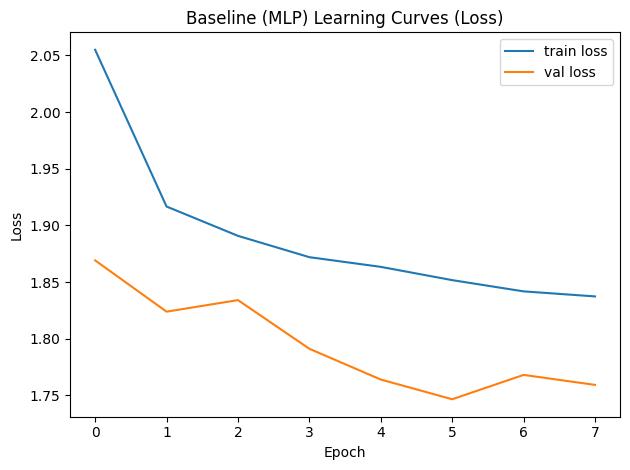 Baseline (MLP) Learning Curves (Loss)
train loss
val loss
2.05
2.00
1.95
1.90
1.85
1.80
1.75
Loss
0 1 2 3 4 5 6 7
Epoch